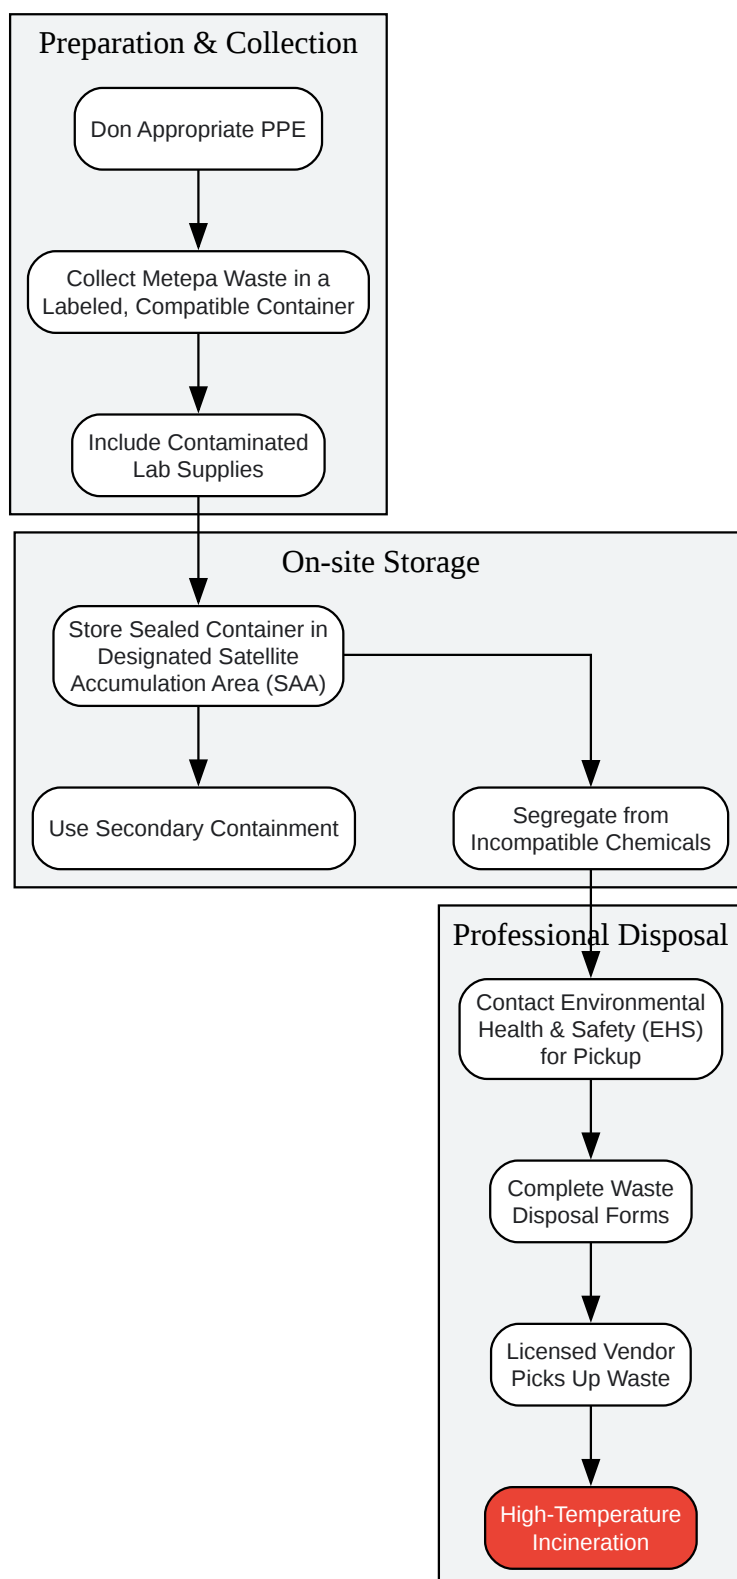 Preparation & Collection
Don Appropriate PPE
Collect Metepa Waste in a
Labeled, Compatible Container
Include Contaminated
Lab Supplies
On-site Storage
Store Sealed Container in
Designated Satellite
Accumulation Area (SAA)
Use Secondary Containment
Segregate from
Incompatible Chemicals
Professional Disposal
Contact Environmental
Health & Safety (EHS)
for Pickup
Complete Waste
Disposal Forms
Licensed Vendor
Picks Up Waste
High-Temperature
Incineration